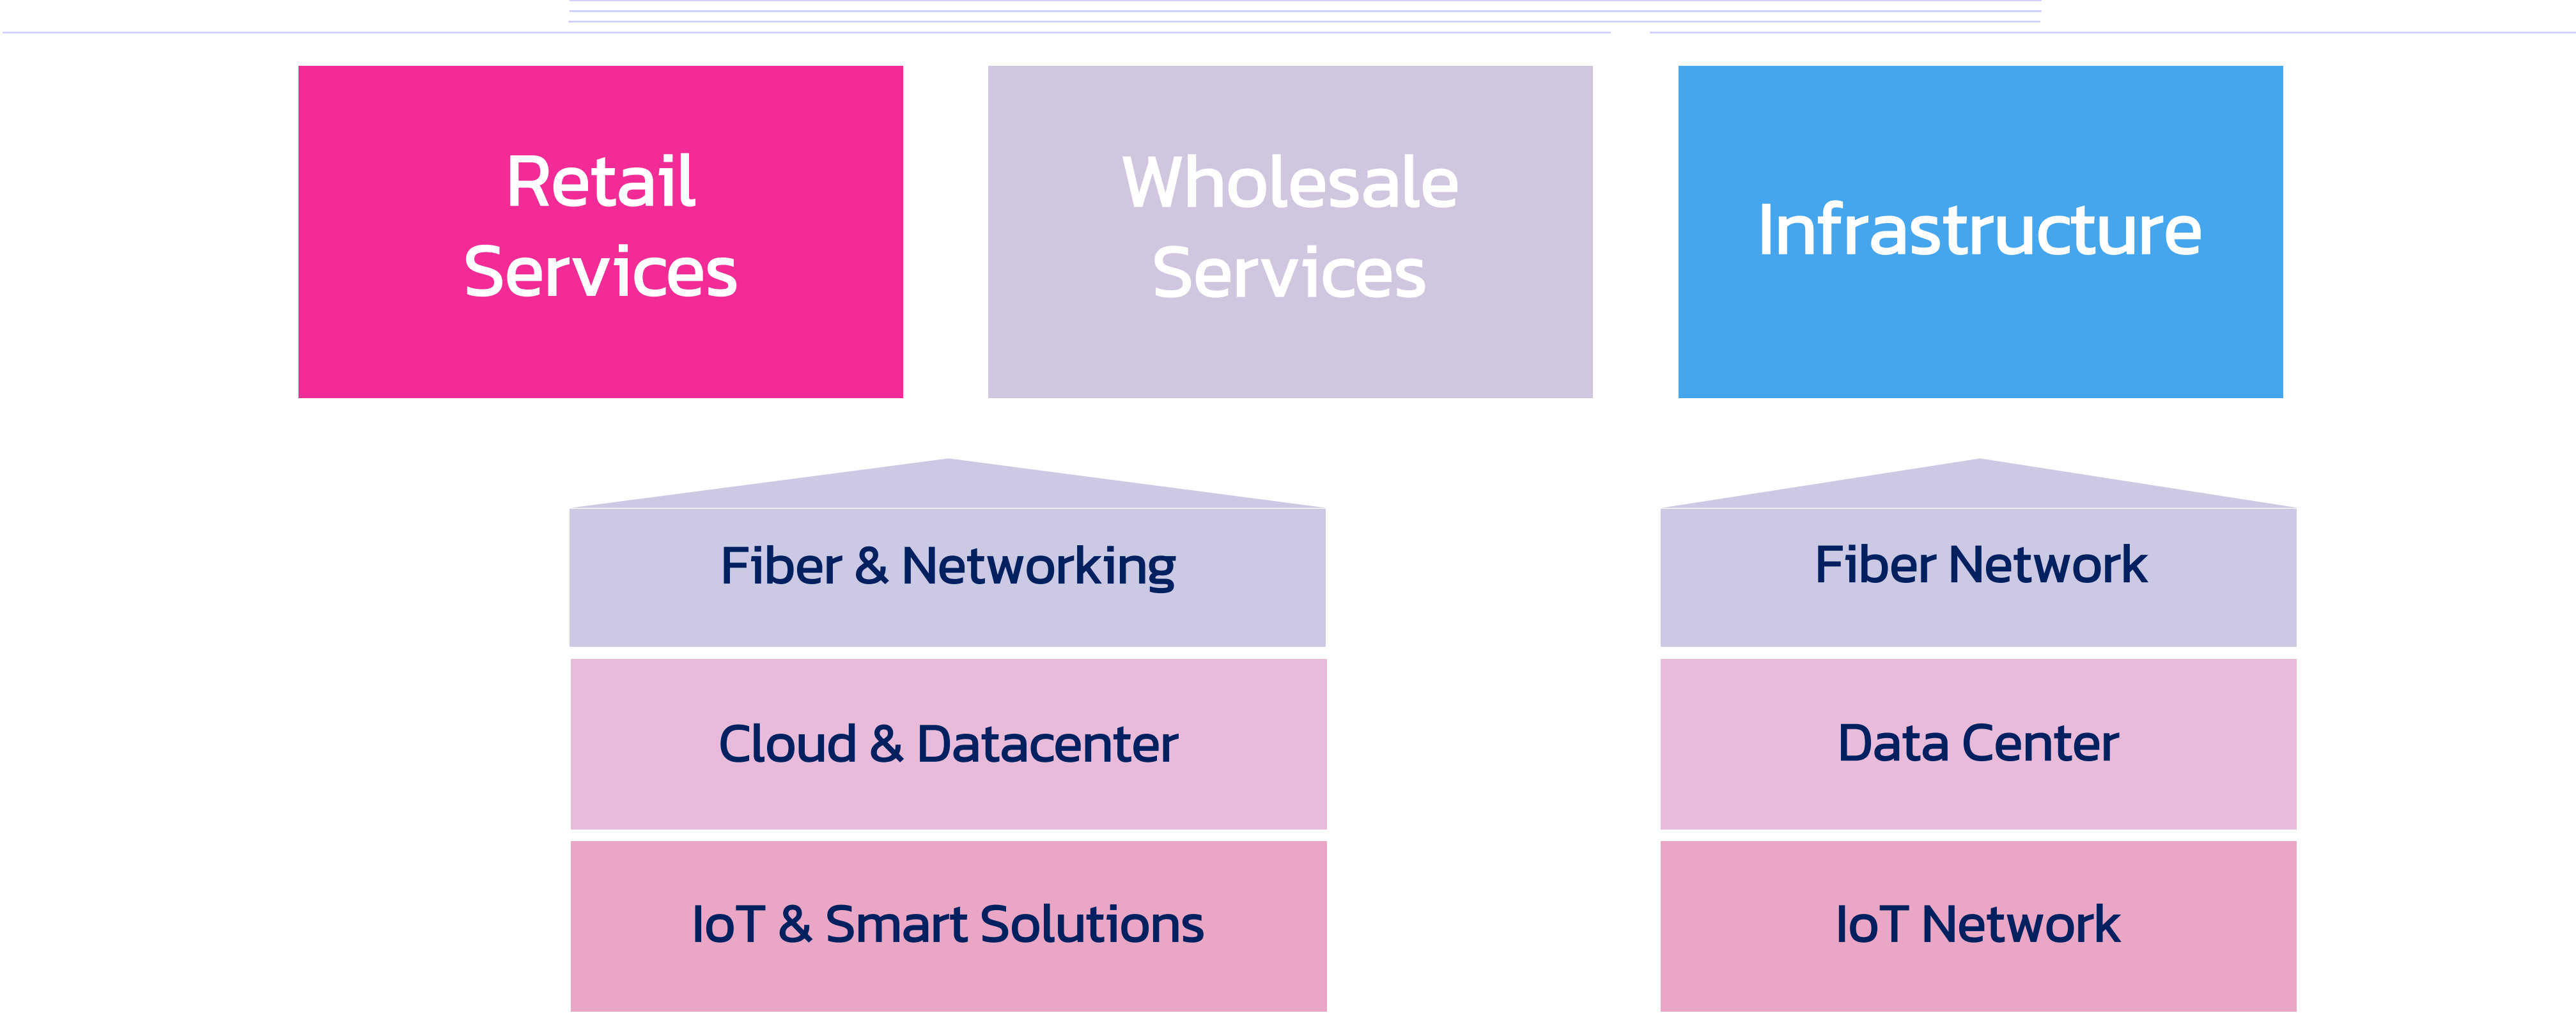 Retail
Services
Wholesale
Services
Infrastructure
Fiber & Networking
Cloud & Datacenter
IoT & Smart Solutions
Fiber Network
Data Center
IoT Network